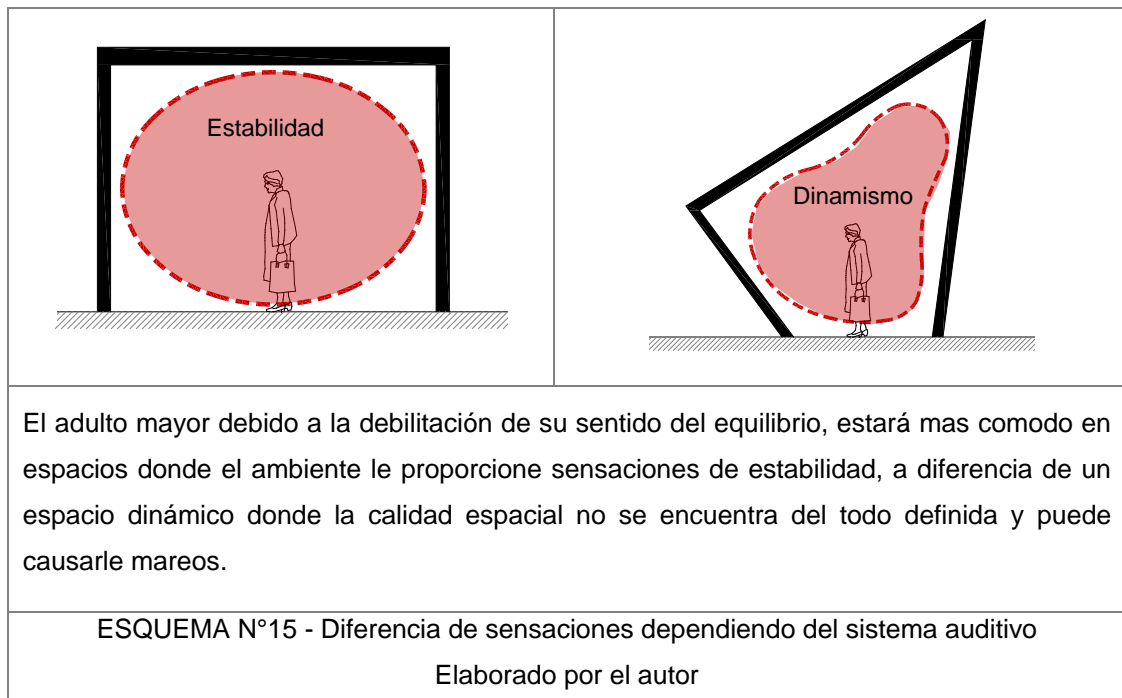 Estabilidad
Dinamismo
El adulto mayor debido a la debilitación de su sentido del equilibrio, estará mas comodo en
espacios donde el ambiente le proporcione sensaciones de estabilidad, a diferencia de un
espacio dinámico donde la calidad espacial no se encuentra del todo definida y puede
causarle mareos.
ESQUEMA N°15 - Diferencia de sensaciones dependiendo del sistema auditivo
Elaborado por el autor